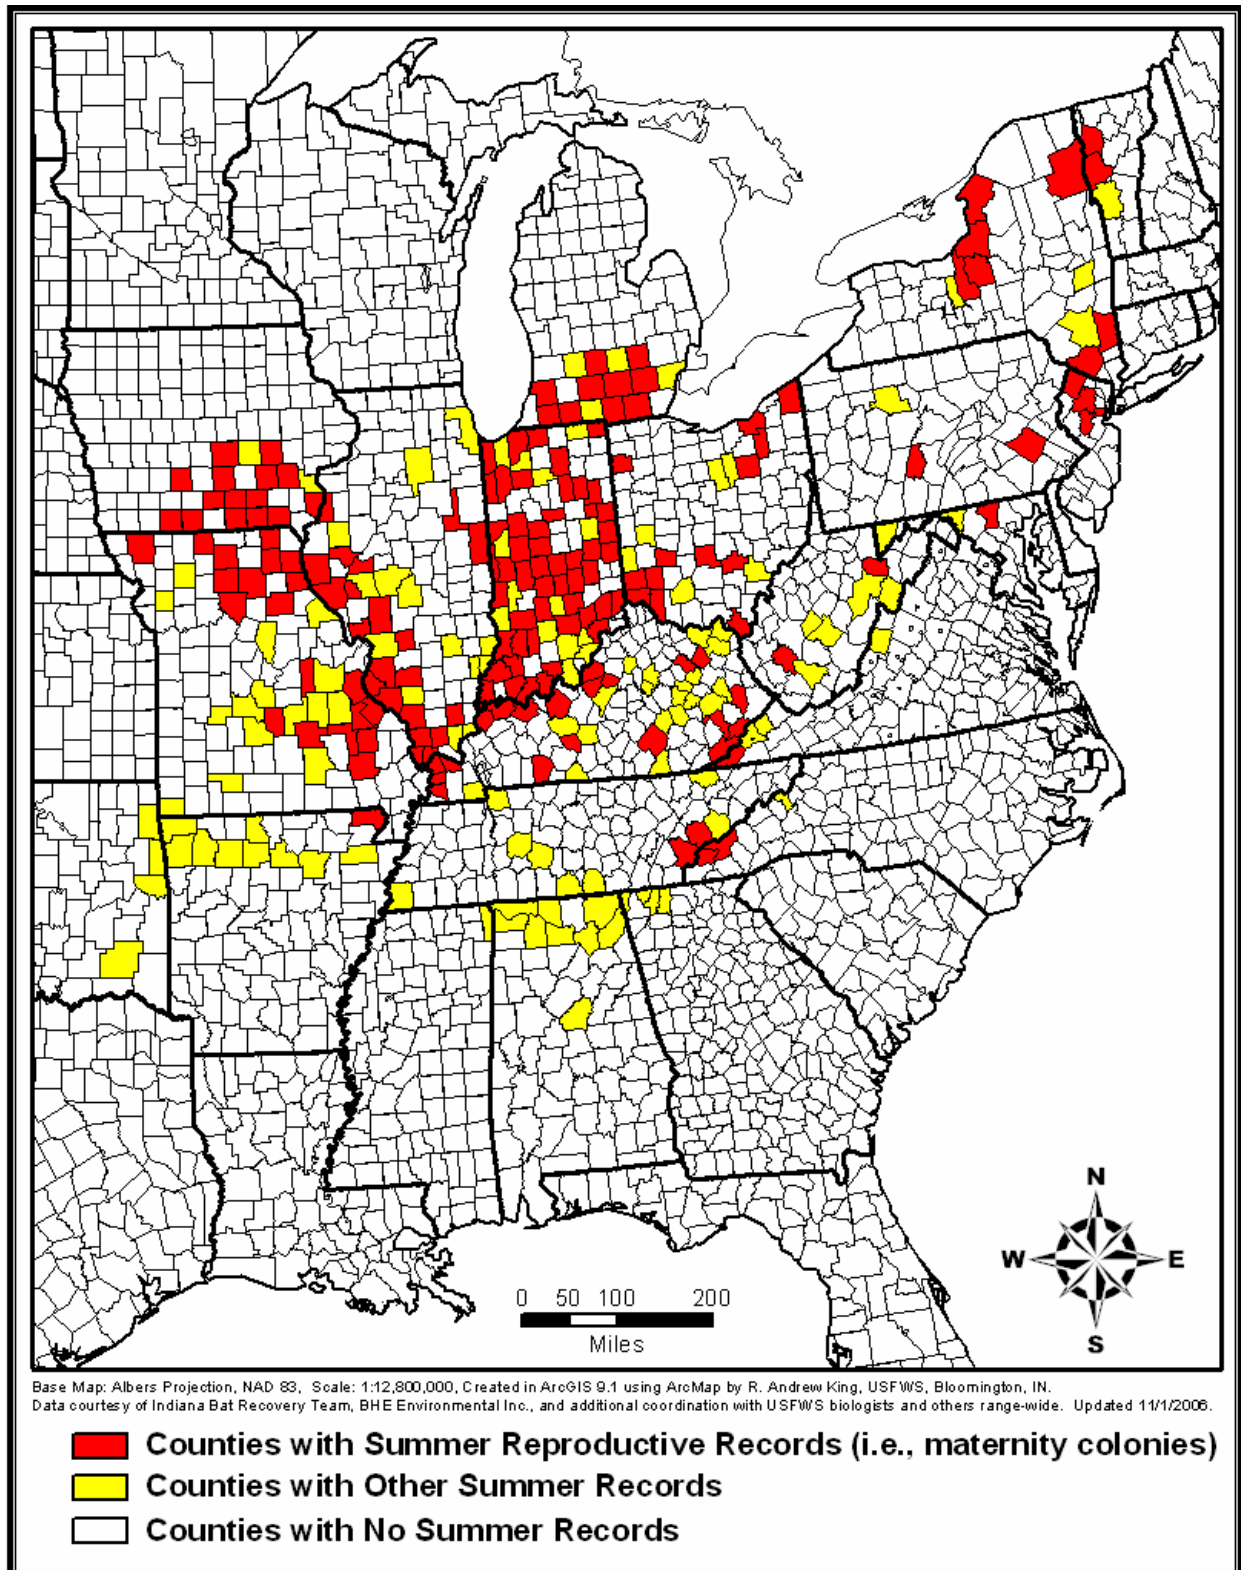 N
W
E
S
0 50 100 200
Miles
Base Map: Albers Projection, NAD 83, Scale: 1:12,800,000, Created in ArcGIS 9.1 using ArcMap by R. Andrew King, USFWS, Bloomington, IN.
Data courtesy of Indiana Bat Recovery Team, BHE Environmental Inc., and additional coordination with USFWS biologists and others range-wide. Updated 11/1/2006.
Counties with Summer Reproductive Records (i.e., maternity colonies)
Counties with Other Summer Records
Counties with No Summer Records